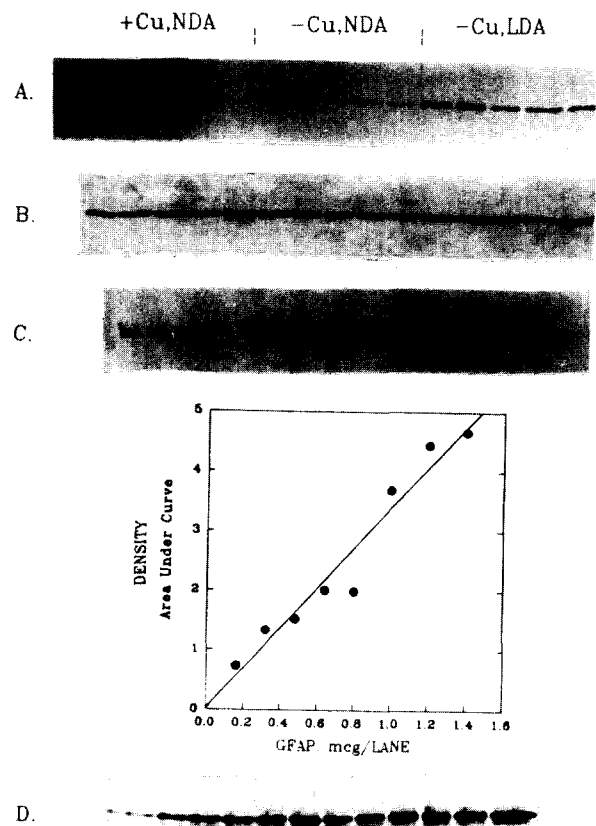 +Cu,NDA -Cu,NDA -Cu,LDA
A.
B.
C.
DENSITY
Area Under Curve
5
4
3
2
1
0
0.0 0.2 0.4 0.6 0.8 1.0 1.2 1.4 1.6
GFAP. mcg/LANE
D.